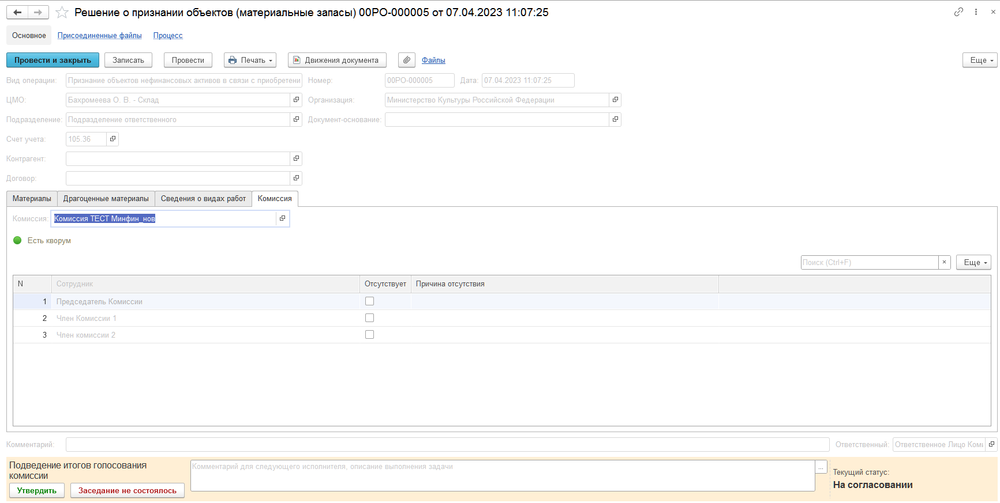 Решение о признании объектов (материальные запасы) 00РО-000005 от 07.04.2023 11:07:25
Основное Присоединенные файлы Процесс
Провести и закрыть Записать Провести Печать Движения документа Файлы Еще
Вид операции: Признание объектов нефинансовых активов в связи с приобретени Номер: 00РО-000005 Дата: 07.04.2023 11:07:25
ЦМО: Бахромеева О. В. - Склад Организация: Министерство Культуры Российской Федерации
Подразделение: Подразделение ответственного Документ-основание:
Счет учета: 105.36
Контрагент:
Договор:
Материалы Драгоценные материалы Сведения о видах работ Комиссия
Комиссия: Комиссия ТЕСТ Минфин_нов
Есть кворум
Поиск (Ctrl+F) × Еще
N Сотрудник Отсутствует Причина отсутствия
1 Председатель Комиссии
2 Член Комиссии 1
3 Член комиссии 2
Комментарий: Ответственный: Ответственное Лицо Коми
Подведение итогов голосования
комиссии
Комментарий для следующего исполнителя, описание выполнения задачи ...
Утвердить Заседание не состоялось
Текущий статус:
На согласовании